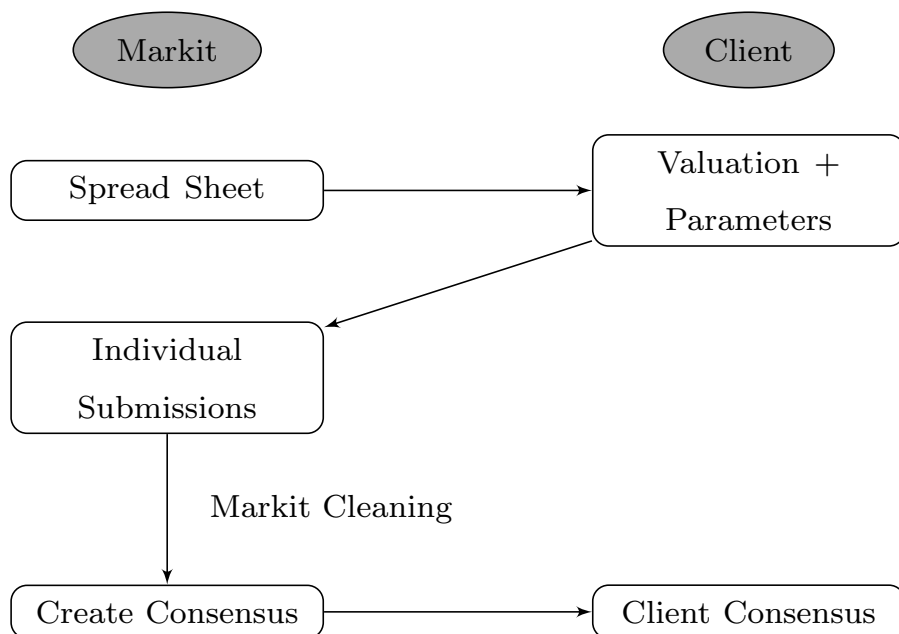 Markit
Client
Spread Sheet
Valuation +
Parameters
Individual
Submissions
Markit Cleaning
Create Consensus
Client Consensus